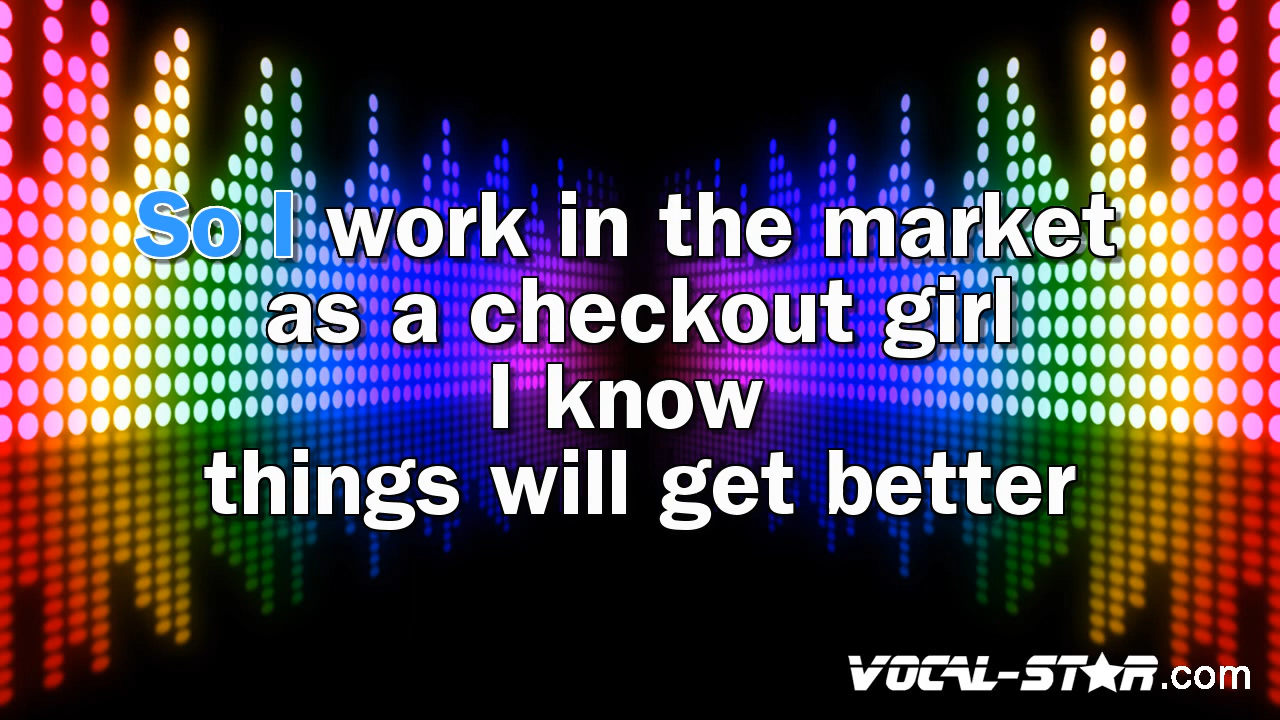 So I work in the market
as a checkout girl
I know
things will get better
VOCAL-STAR.com